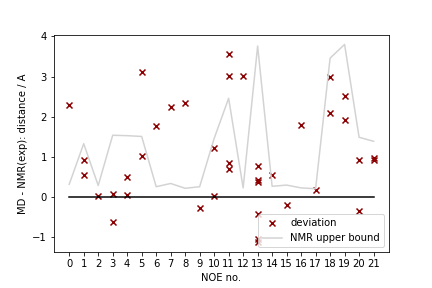 4
3
2
1
0
−1
MD - NMR(exp): distance / A
deviation
NMR upper bound
0 1 2 3 4 5 6 7 8 9 10 11 12 13 14 15 16 17 18 19 20 21
NOE no.